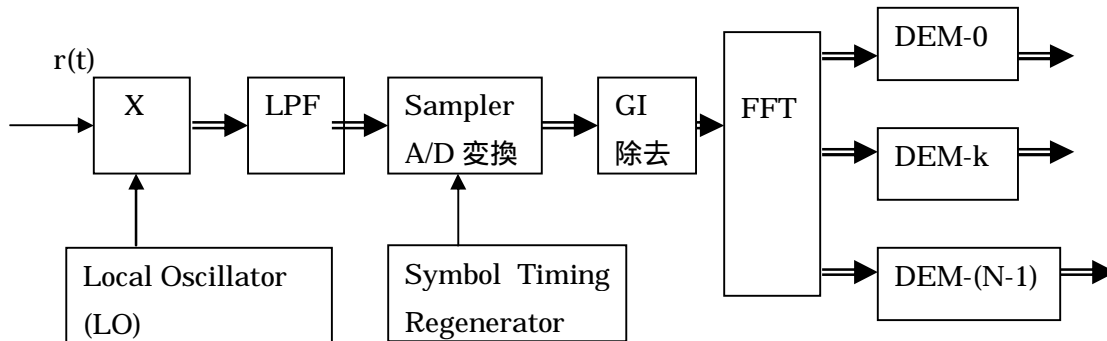 r(t)
X
LPF
Sampler
A/D 変換
GI
除去
FFT
DEM-0
DEM-k
DEM-(N-1)
Local Oscillator
(LO)
Symbol Timing
Regenerator